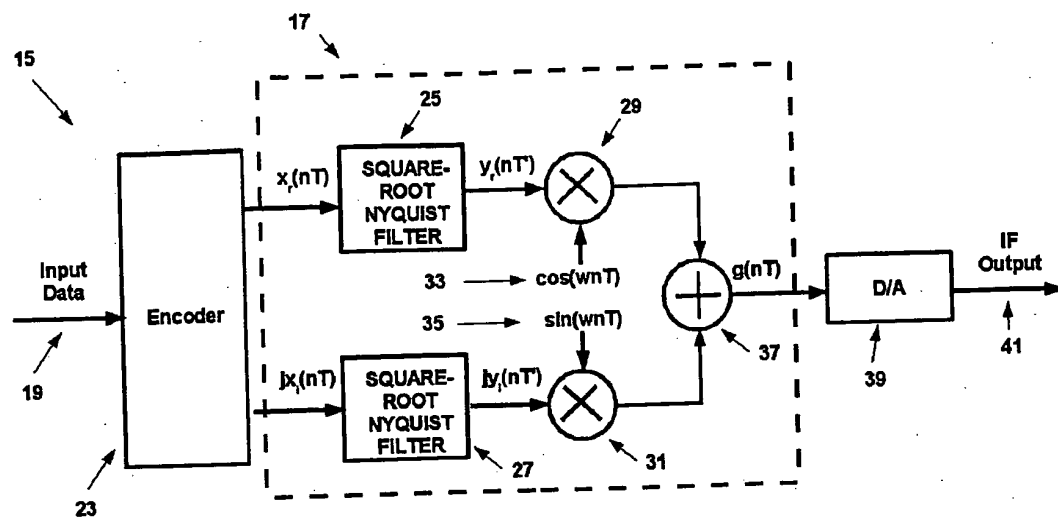 17
15
25
29
x_r(nT)
SQUARE-
ROOT
NYQUIST
FILTER
y_r(nT')
Input
Data
Encoder
33
cos(wnT)
35
sin(wnT)
g(nT)
D/A
IF
Output
19
37
39
41
jx_i(nT)
SQUARE-
ROOT
NYQUIST
FILTER
jy_i(nT')
23
27
31